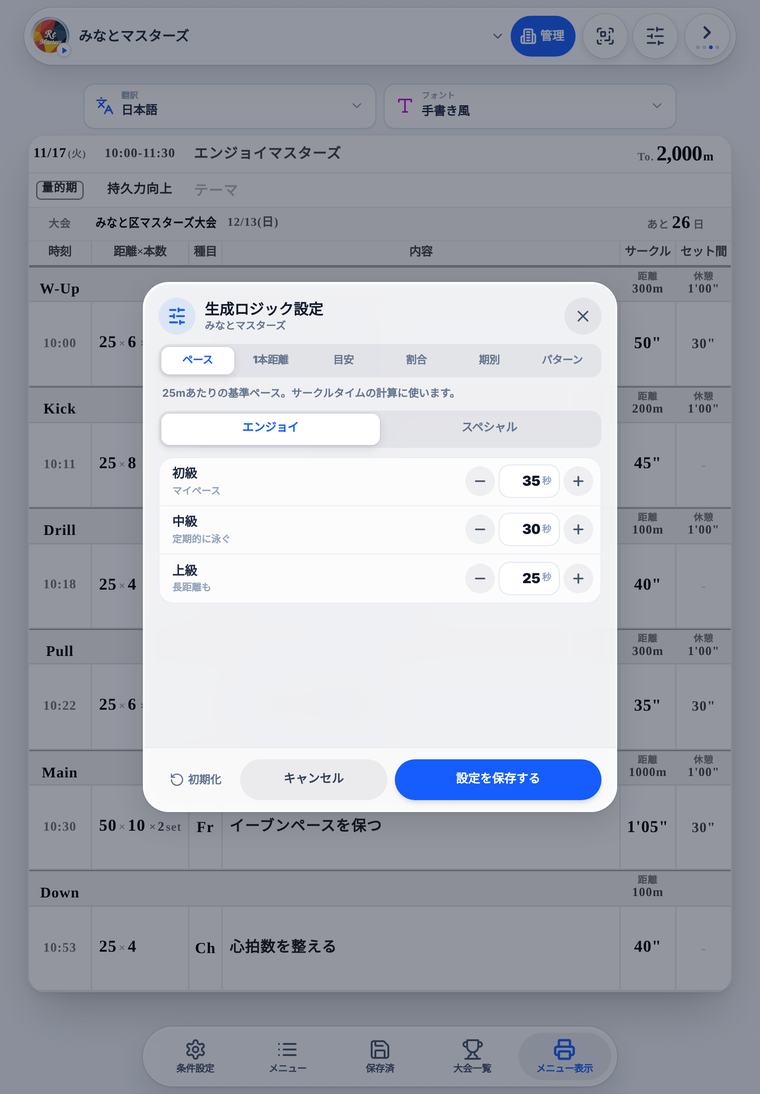 みなとマスターズ
管理
翻訳
日本語
フォント
手書き風
11/17(火) 10:00-11:30 エンジョイマスターズ To. 2,000m
量的期 持久力向上 テーマ
大会 みなと区マスターズ大会 12/13(日) あと 26 日
時刻 距離×本数 種目 内容 サークル セット間
W-Up 距離 300m 休憩 1'00"
10:00 25×6 50" 30"
Kick 距離 200m 休憩 1'00"
10:11 25×8 45" -
Drill 距離 100m 休憩 1'00"
10:18 25×4 40" -
Pull 距離 300m 休憩 1'00"
10:22 25×6 35" 30"
Main 距離 1000m 休憩 1'00"
10:30 50×10×2set Fr イーブンペースを保つ 1'05" 30"
Down 距離 100m
10:53 25×4 Ch 心拍数を整える 40" -
生成ロジック設定
みなとマスターズ
ペース 1本距離 目安 割合 期別 パターン
25mあたりの基準ペース。サークルタイムの計算に使います。
エンジョイ スペシャル
初級
マイペース
− 35秒 +
中級
定期的に泳ぐ
− 30秒 +
上級
長距離も
− 25秒 +
初期化 キャンセル 設定を保存する
条件設定 メニュー 保存済 大会一覧 メニュー表示